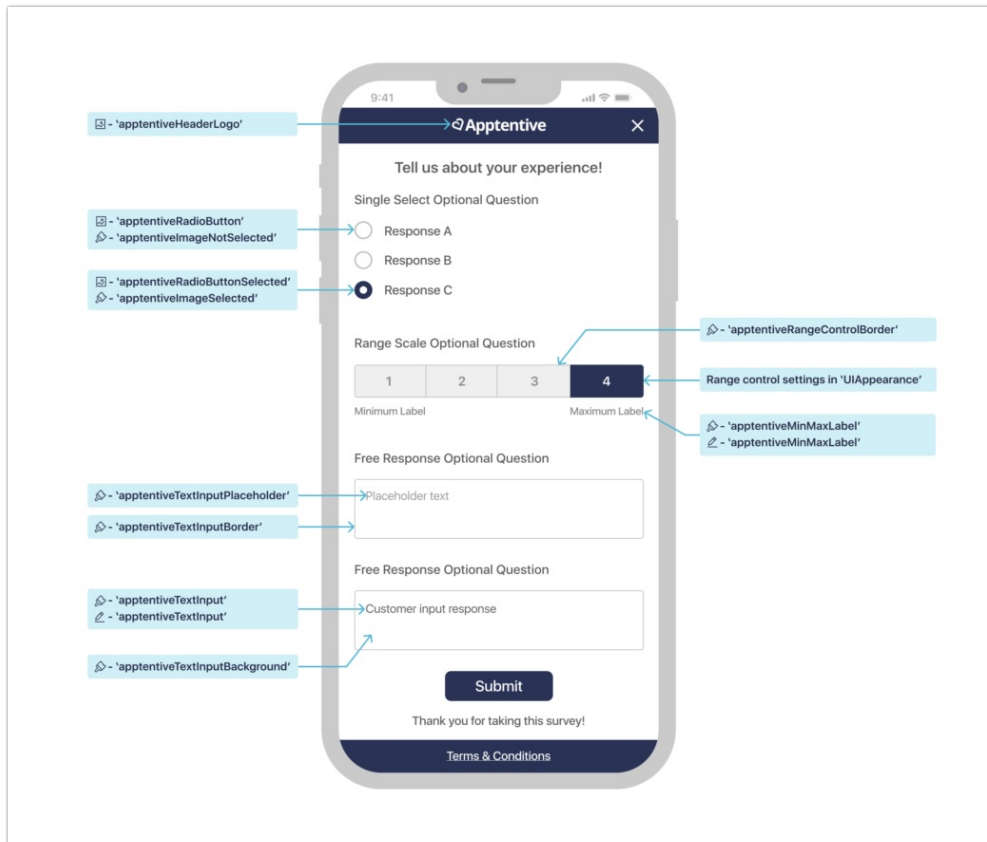 9:41
'apptentiveHeaderLogo'
Apptentive
Tell us about your experience!
Single Select Optional Question
- 'apptentiveRadioButton'
- 'apptentiveImageNotSelected'
Response A
Response B
- 'apptentiveRadioButtonSelected'
- 'apptentiveImageSelected'
Response C
- 'apptentiveRangeControlBorder'
Range Scale Optional Question
1 2 3 4
Range control settings in 'UIAppearance'
Minimum Label Maximum Label
- 'apptentiveMinMaxLabel'
- 'apptentiveMinMaxLabel'
Free Response Optional Question
- 'apptentiveTextInputPlaceholder'
Placeholder text
- 'apptentiveTextInputBorder'
Free Response Optional Question
- 'apptentiveTextInput'
- 'apptentiveTextInput'
Customer input response
- 'apptentiveTextInputBackground'
Submit
Thank you for taking this survey!
Terms & Conditions